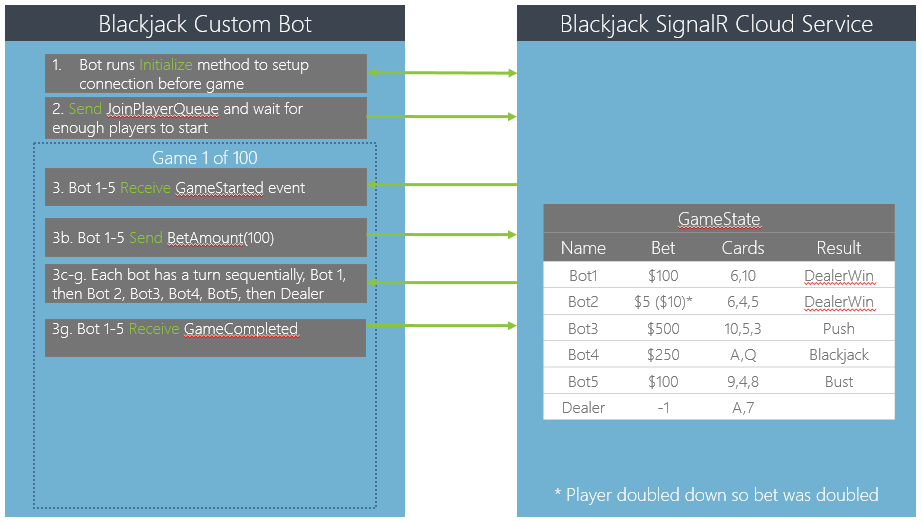 Blackjack Custom Bot
1. Bot runs Initialize method to setup
connection before game
2. Send JoinPlayerQueue and wait for
enough players to start
Game 1 of 100
3. Bot 1-5 Receive GameStarted event
3b. Bot 1-5 Send BetAmount(100)
3c-g. Each bot has a turn sequentially, Bot 1,
then Bot 2, Bot3, Bot4, Bot5, then Dealer
3g. Bot 1-5 Receive GameCompleted
Blackjack SignalR Cloud Service
GameState
Name Bet Cards Result
Bot1 $100 6,10 DealerWin
Bot2 $5 ($10)* 6,4,5 DealerWin
Bot3 $500 10,5,3 Push
Bot4 $250 A,Q Blackjack
Bot5 $100 9,4,8 Bust
Dealer -1 A,7
* Player doubled down so bet was doubled